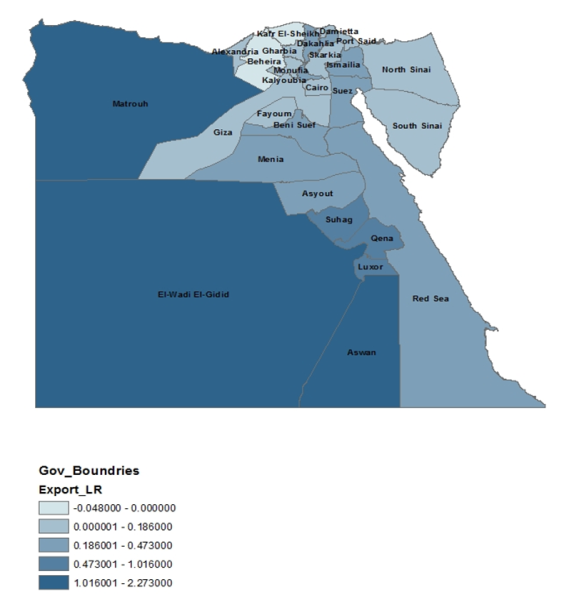 Kafr El-Sheikh
Damietta
Dakahlia
Port Said
Alexandria
Gharbia
Beheira
Skarkia
Ismailia
Monufia
Kalyoubia
Cairo
Suez
North Sinai
Matrouh
Fayoum
Giza
Beni Suef
South Sinai
Menia
Asyout
Suhag
Qena
Luxor
El-Wadi El-Gidid
Red Sea
Aswan
Gov_Boundries
Export_LR
-0.048000 - 0.000000
0.000001 - 0.186000
0.186001 - 0.473000
0.473001 - 1.016000
1.016001 - 2.273000